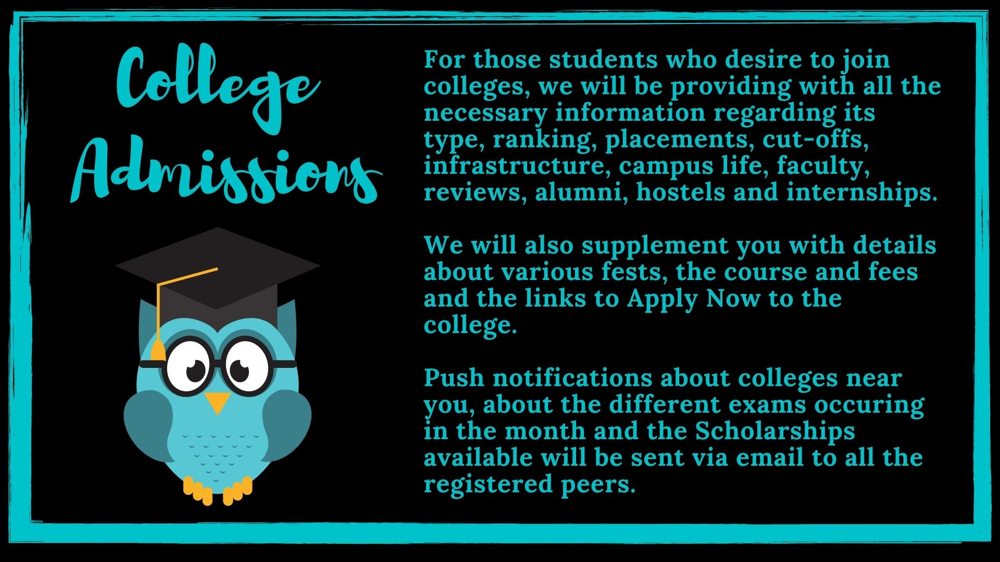 College
Admissions
For those students who desire to join
colleges, we will be providing with all the
necessary information regarding its
type, ranking, placements, cut-offs,
infrastructure, campus life, faculty,
reviews, alumni, hostels and internships.
We will also supplement you with details
about various fests, the course and fees
and the links to Apply Now to the
college.
Push notifications about colleges near
you, about the different exams occuring
in the month and the Scholarships
available will be sent via email to all the
registered peers.